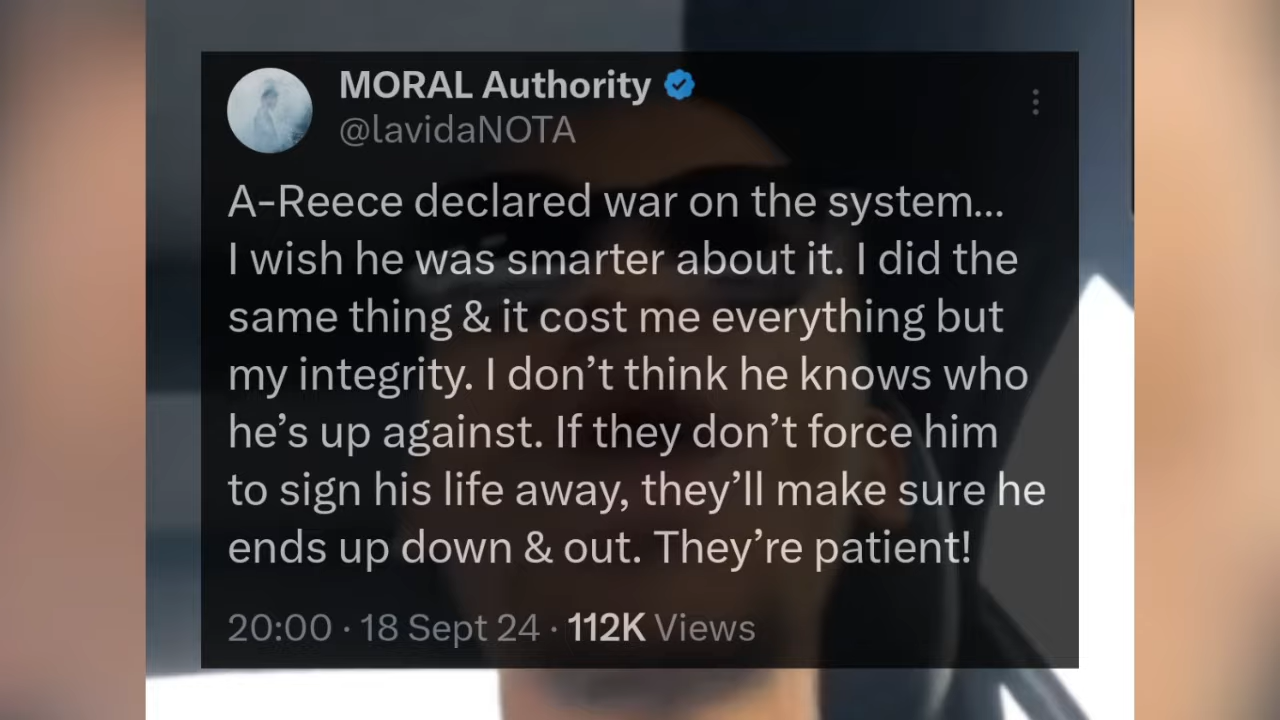 MORAL Authority
@lavidaNOTA
A-Reece declared war on the system...
I wish he was smarter about it. I did the
same thing & it cost me everything but
my integrity. I don’t think he knows who
he’s up against. If they don’t force him
to sign his life away, they’ll make sure he
ends up down & out. They’re patient!
20:00 · 18 Sept 24 · 112K Views